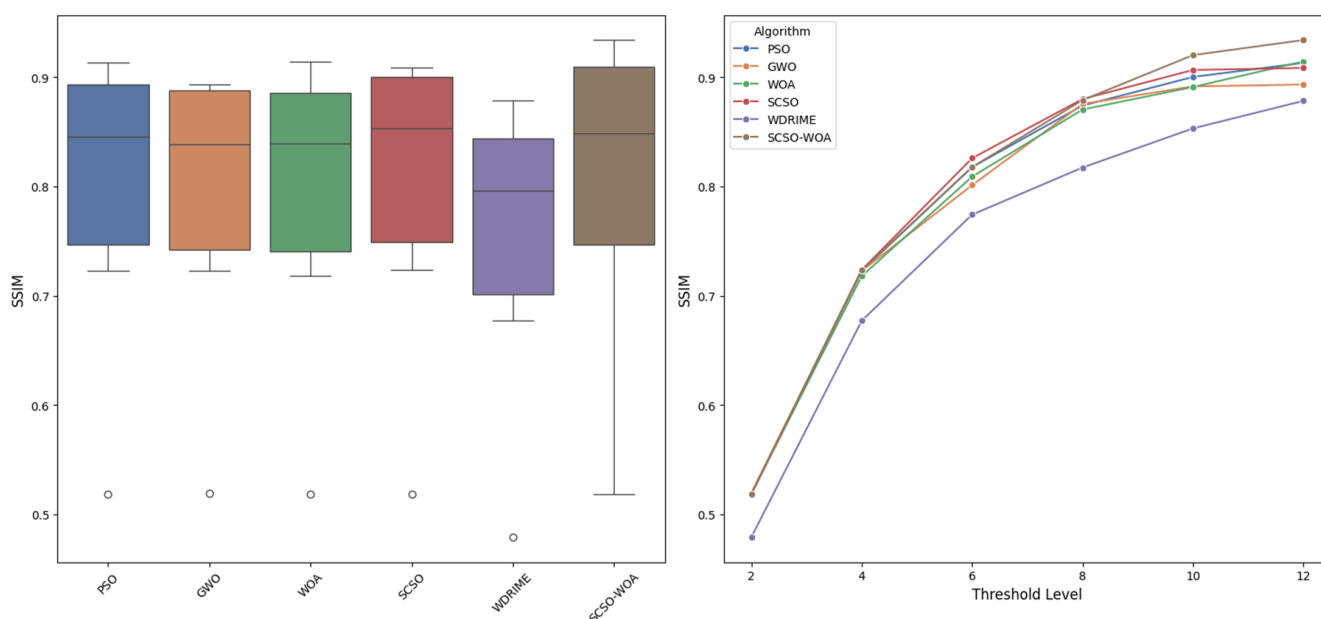 SSIM
0.9
0.8
0.7
0.6
0.5
PSO
GWO
WOA
SCSO
WDRIME
SCSO-WOA
SSIM
0.9
0.8
0.7
0.6
0.5
Algorithm
PSO
GWO
WOA
SCSO
WDRIME
SCSO-WOA
2
4
6
8
10
12
Threshold Level